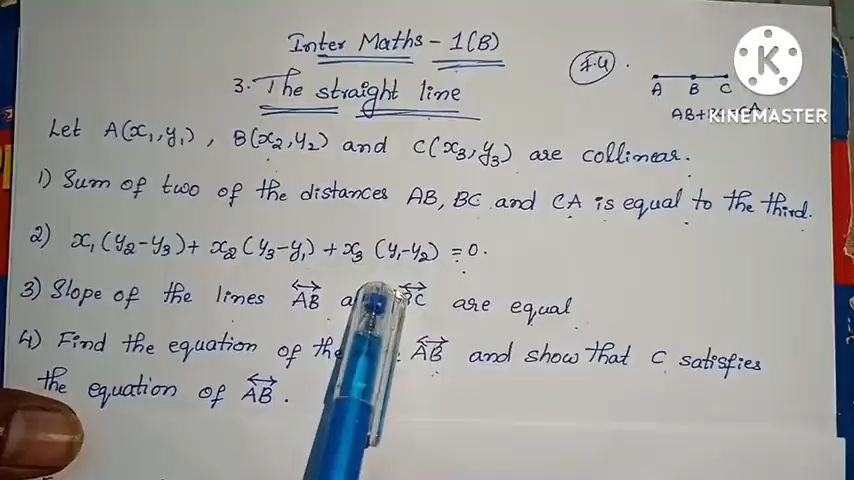 Inter Maths - 1(B)
3. The straight line
7.4
A B C
KINEMASTER
Let A(x₁,y₁), B(x₂,y₂) and C(x₃,y₃) are collinear.
1) Sum of two of the distances AB, BC and CA is equal to the third.
2) x₁(y₂-y₃)+ x₂(y₃-y₁)+x₃(y₁-y₂)=0.
3) Slope of the lines AB BC are equal
4) Find the equation of the AB and show that C satisfies
the equation of AB.